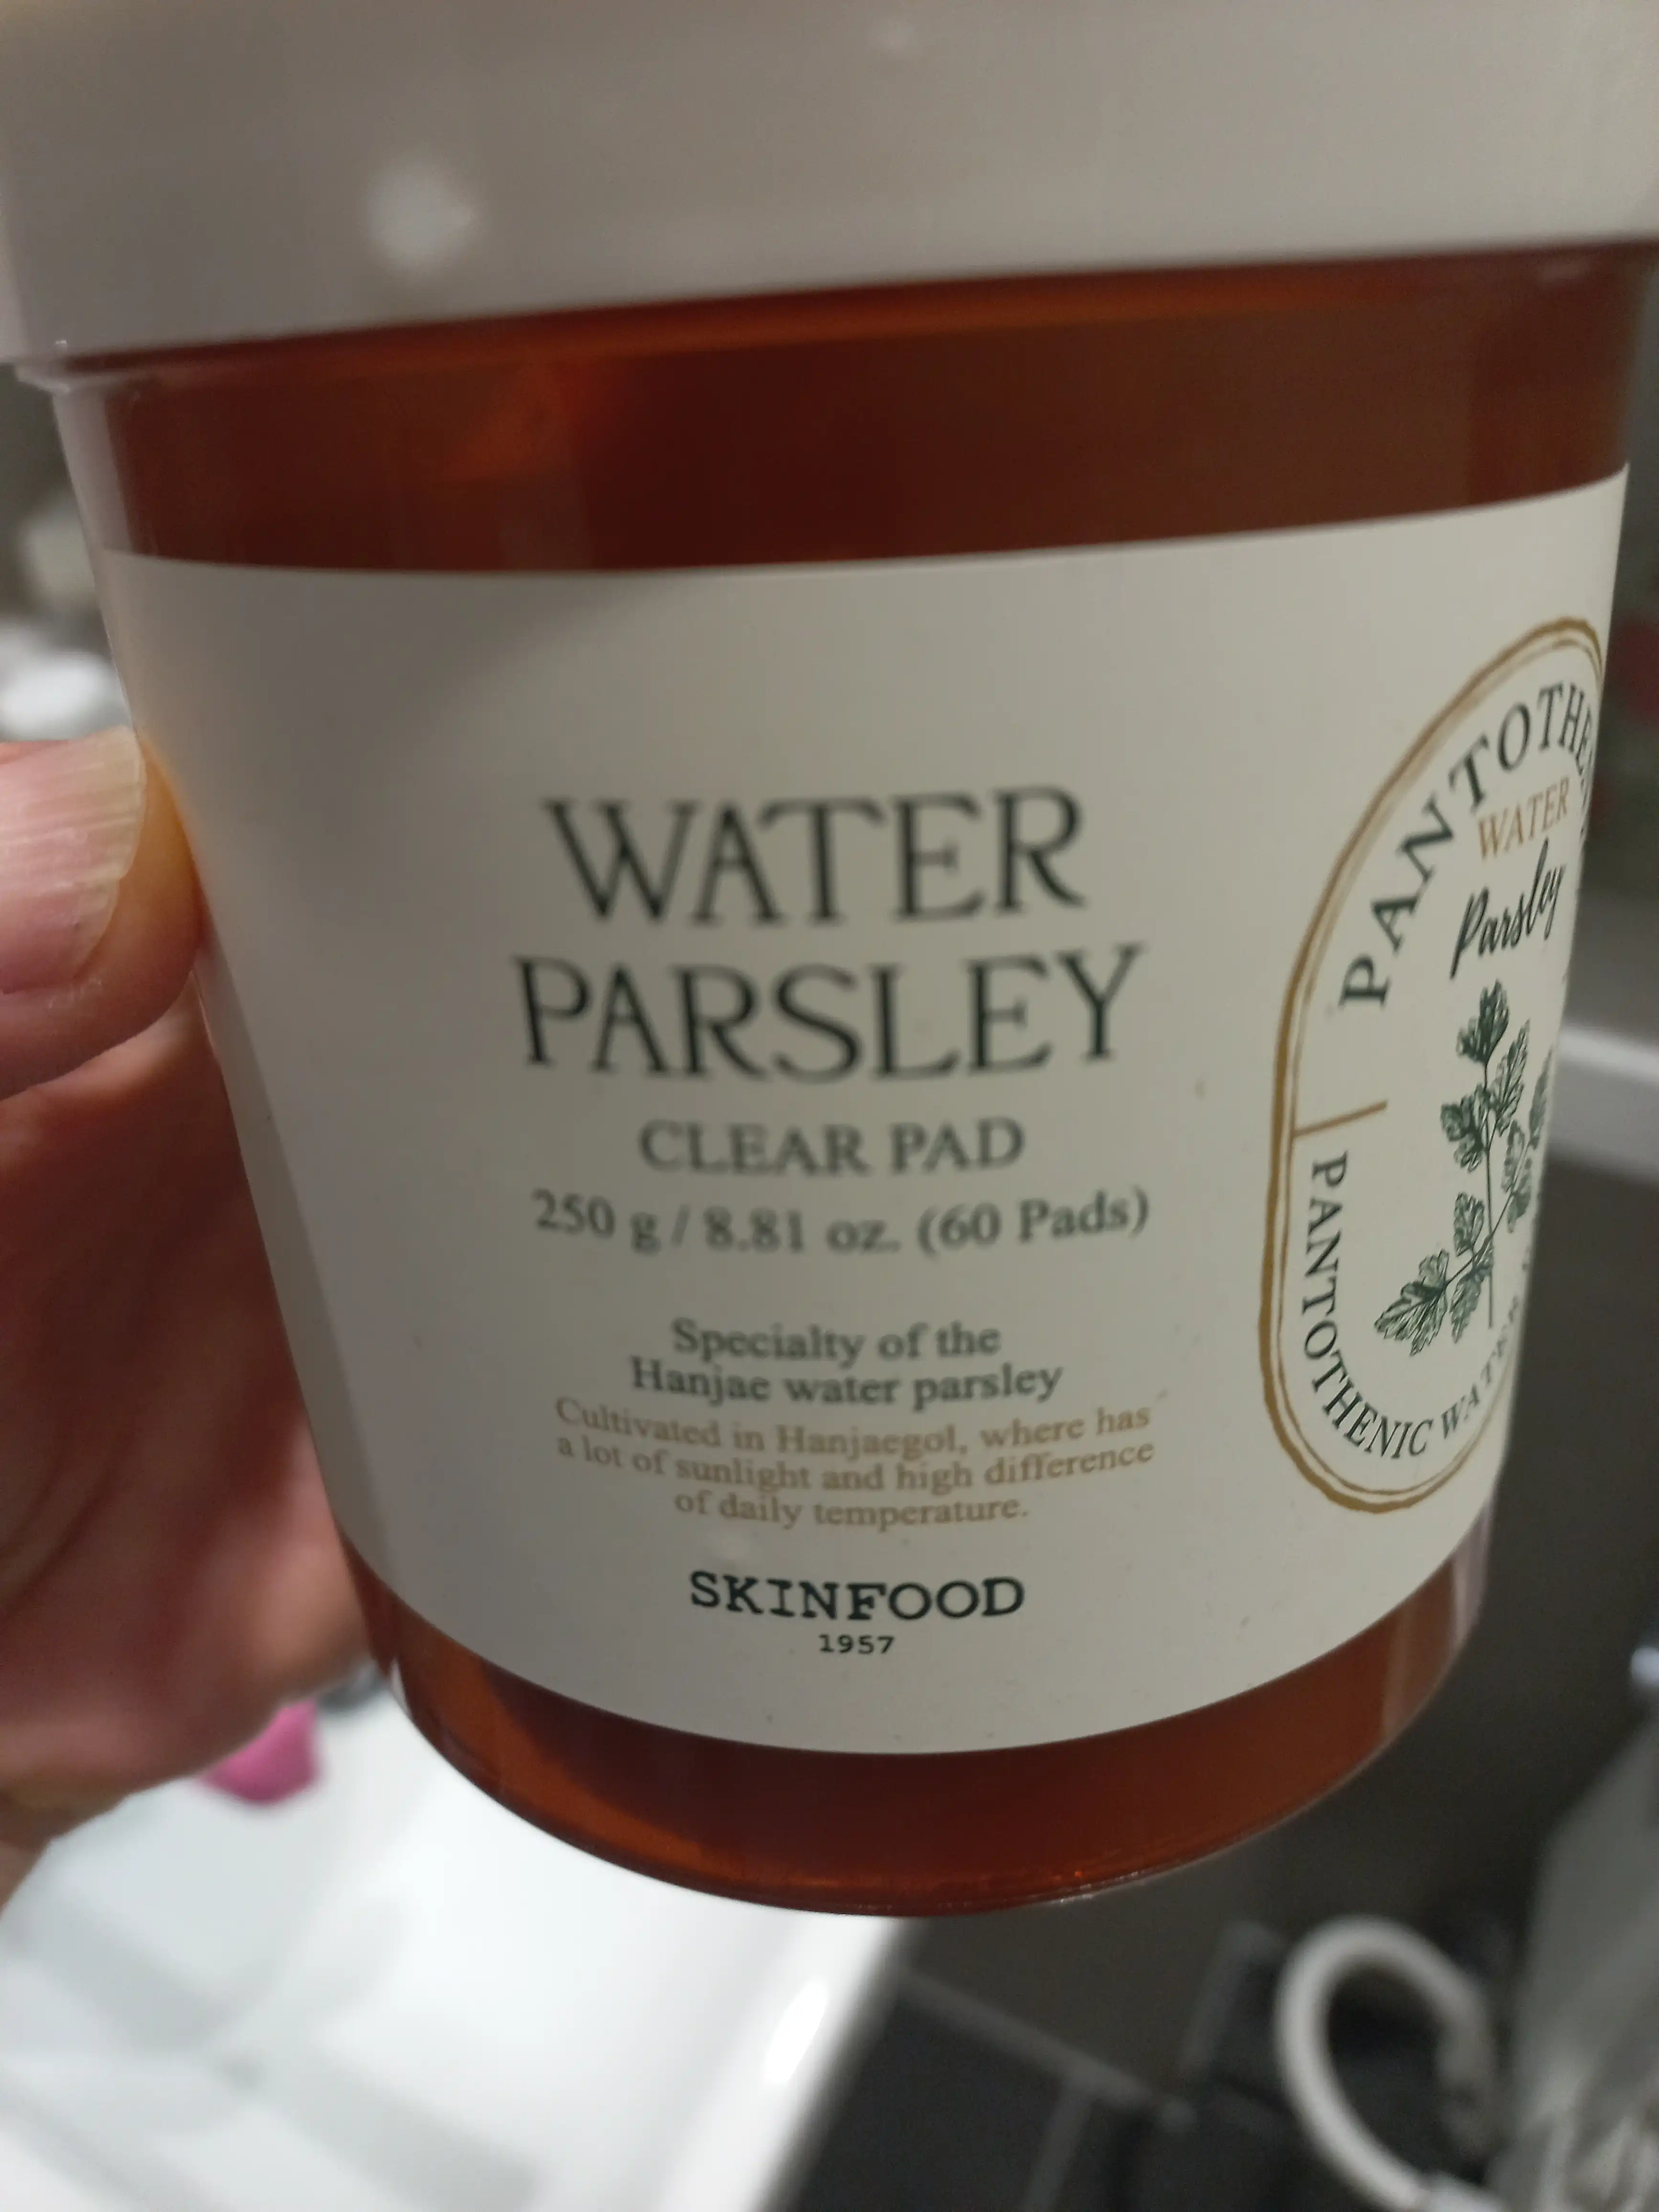 WATER
PARSLEY
CLEAR PAD
250 g / 8.81 oz. (60 Pads)
Specialty of the
Hanjae water parsley
Cultivated in Hanjaegol, where has
a lot of sunlight and high difference
of daily temperature.
SKINFOOD
1957
WATER
Parsley
PANTOTHENIC